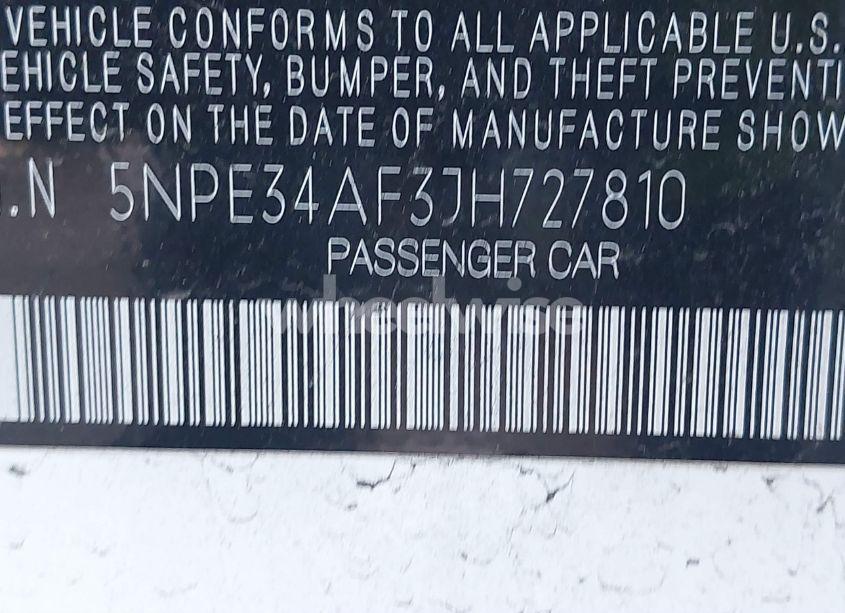 VEHICLE CONFORMS TO ALL APPLICABLE U.S.
EHICLE SAFETY, BUMPER, AND THEFT PREVENTI
EFFECT ON THE DATE OF MANUFACTURE SHOW
.N 5NPE34AF3JH727810
PASSENGER CAR
wheelwise